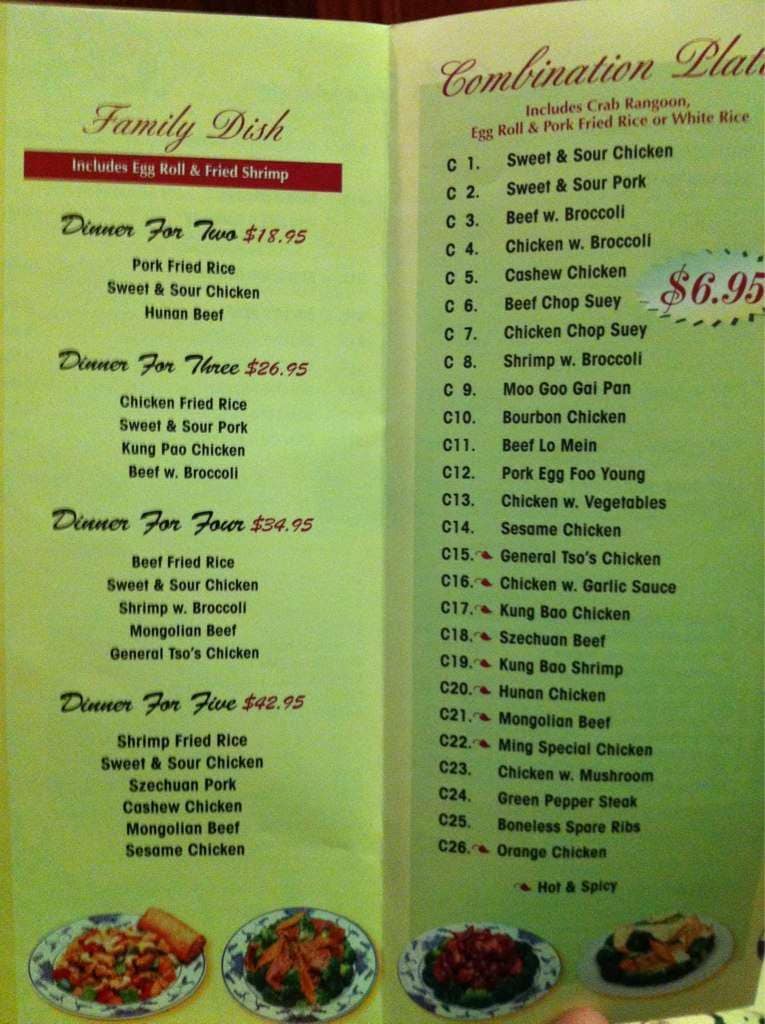 Family Dish
Includes Egg Roll & Fried Shrimp
Dinner For Two $18.95
Pork Fried Rice
Sweet & Sour Chicken
Hunan Beef
Dinner For Three $26.95
Chicken Fried Rice
Sweet & Sour Pork
Kung Pao Chicken
Beef w. Broccoli
Dinner For Four $34.95
Beef Fried Rice
Sweet & Sour Chicken
Shrimp w. Broccoli
Mongolian Beef
General Tso's Chicken
Dinner For Five $42.95
Shrimp Fried Rice
Sweet & Sour Chicken
Szechuan Pork
Cashew Chicken
Mongolian Beef
Sesame Chicken
Combination Plat
Includes Crab Rangoon,
Egg Roll & Pork Fried Rice or White Rice
C 1. Sweet & Sour Chicken
C 2. Sweet & Sour Pork
C 3. Beef w. Broccoli
C 4. Chicken w. Broccoli
C 5. Cashew Chicken
$6.95
C 6. Beef Chop Suey
C 7. Chicken Chop Suey
C 8. Shrimp w. Broccoli
C 9. Moo Goo Gai Pan
C10. Bourbon Chicken
C11. Beef Lo Mein
C12. Pork Egg Foo Young
C13. Chicken w. Vegetables
C14. Sesame Chicken
C15. General Tso's Chicken
C16. Chicken w. Garlic Sauce
C17. Kung Bao Chicken
C18. Szechuan Beef
C19. Kung Bao Shrimp
C20. Hunan Chicken
C21. Mongolian Beef
C22. Ming Special Chicken
C23. Chicken w. Mushroom
C24. Green Pepper Steak
C25. Boneless Spare Ribs
C26. Orange Chicken
Hot & Spicy